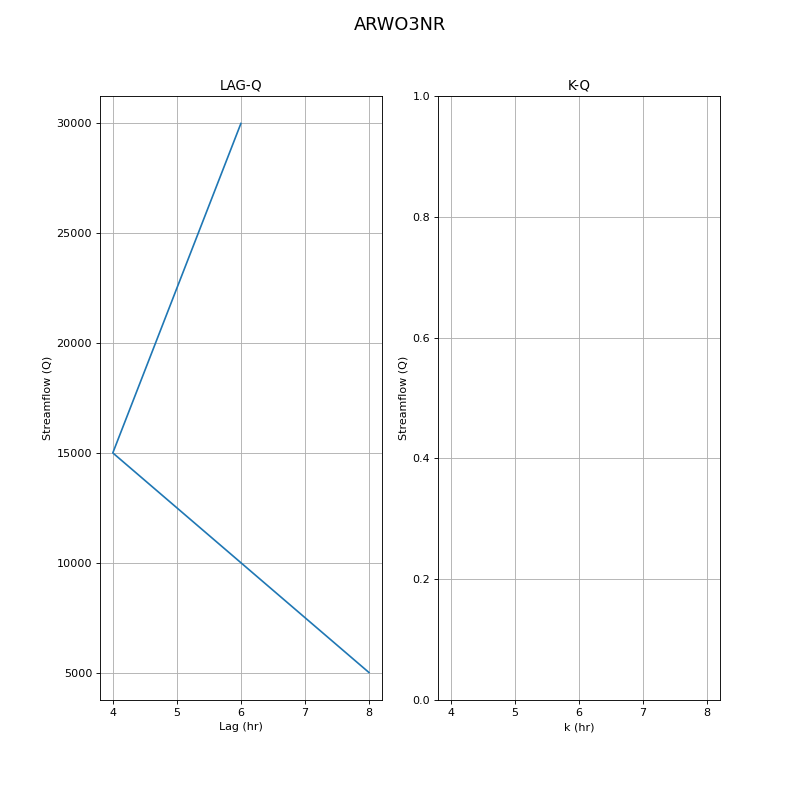 ARWO3NR
LAG-Q
30000
25000
20000
15000
10000
5000
Streamflow (Q)
4 5 6 7 8
Lag (hr)
K-Q
1.0
0.8
0.6
0.4
0.2
0.0
Streamflow (Q)
4 5 6 7 8
k (hr)